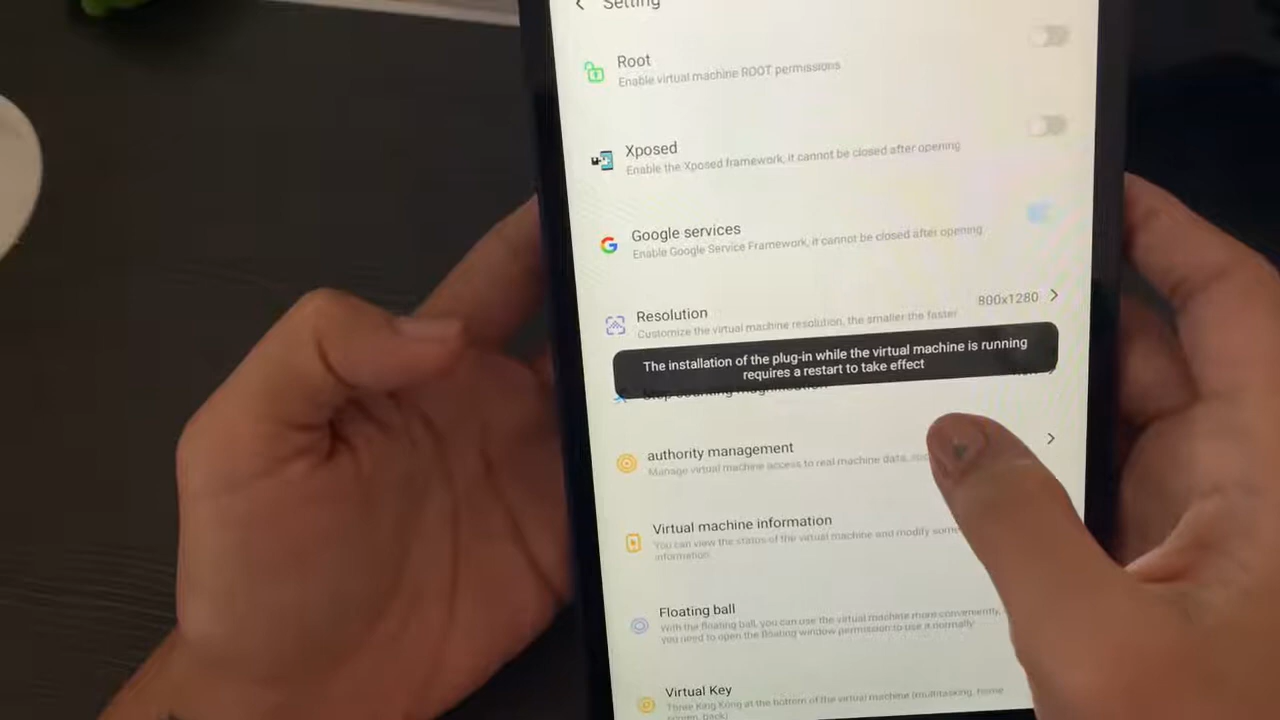 Setting
Root
Enable virtual machine ROOT permissions
Xposed
Enable the Xposed framework, it cannot be closed after opening
Google services
Enable Google Service Framework, it cannot be closed after opening
Resolution
800x1280
Customize the virtual machine resolution, the smaller the faster
The installation of the plug-in while the virtual machine is running
requires a restart to take effect
authority management
Manage virtual machine access to real machine data,
Virtual machine information
You can view the status of the virtual machine and modify some
information
Floating ball
With the floating ball, you can use the virtual machine more conveniently,
you need to open the floating window permission to use it normally
Virtual Key
Three King Kong at the bottom of the virtual machine (multitasking, home
screen, back)